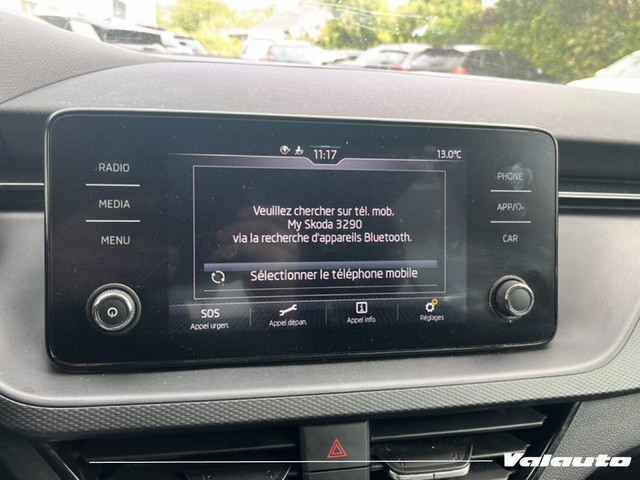 RADIO
MEDIA
MENU
11:17
13.0°C
Veuillez chercher sur tél. mob.
My Skoda 3290
via la recherche d'appareils Bluetooth.
Sélectionner le téléphone mobile
SOS
Appel urgen.
Appel dépan.
Appel info.
Réglages
PHONE
APP/
CAR
Valauto